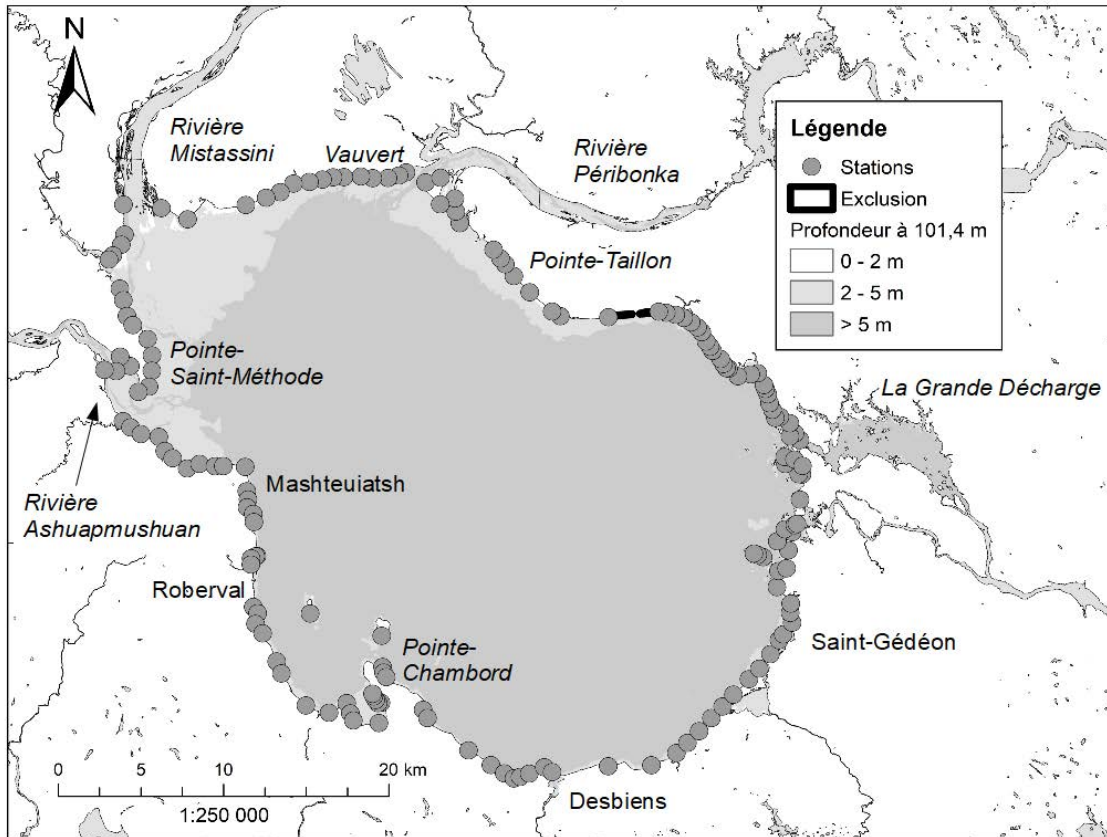 N
Rivière
Mistassini
Vauvert
Rivière
Péribonka
Légende
Stations
Exclusion
Profondeur à 101,4 m
0 - 2 m
2 - 5 m
> 5 m
Pointe-Taillon
Pointe-
Saint-Méthode
La Grande Décharge
Mashteuiatsh
Rivière
Ashuapmushuan
Roberval
Pointe-
Chambord
Saint-Gédéon
Desbiens
0 5 10 20 km
1:250 000